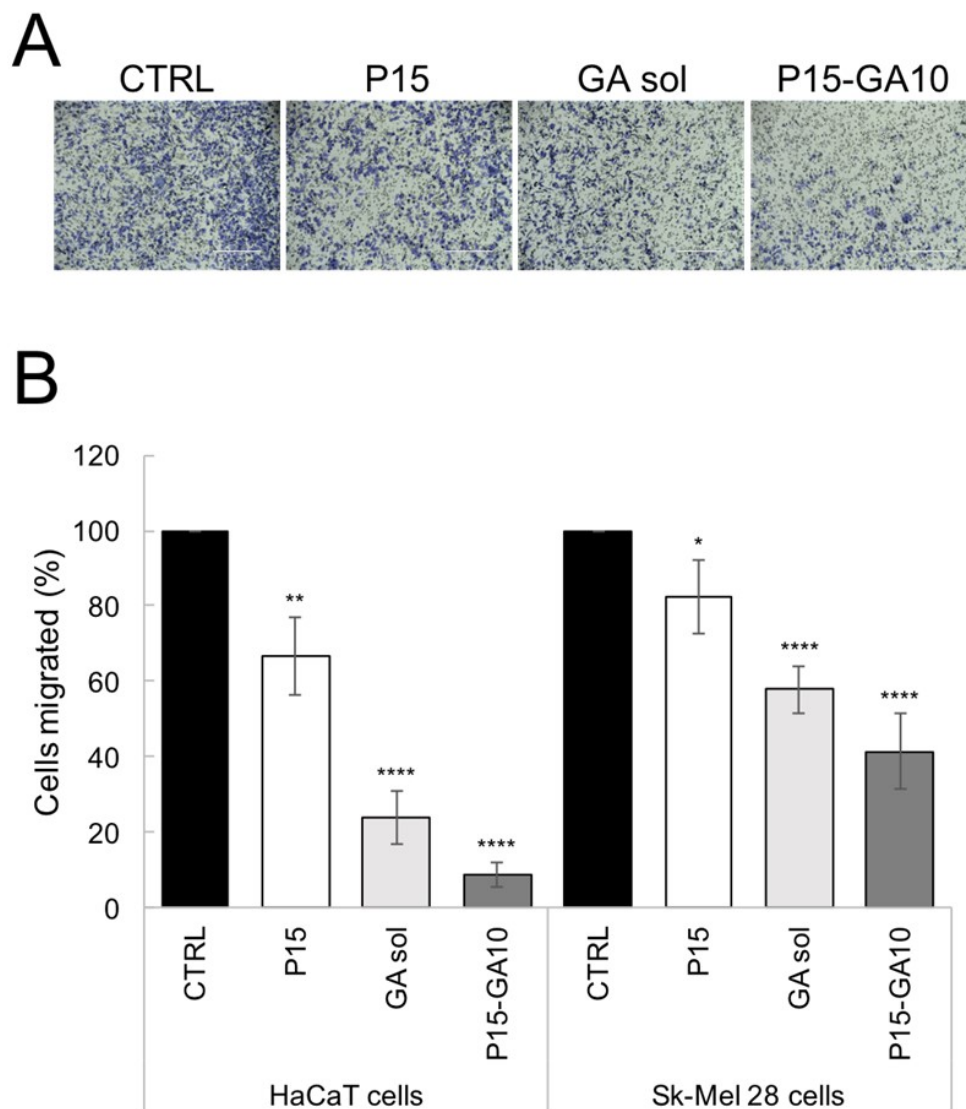 A
CTRL P15 GA sol P15-GA10
B
Cells migrated (%)
120
100
80
60
40
20
0
**
****
****
*
****
****
CTRL P15 GA sol P15-GA10 CTRL P15 GA sol P15-GA10
HaCaT cells Sk-Mel 28 cells